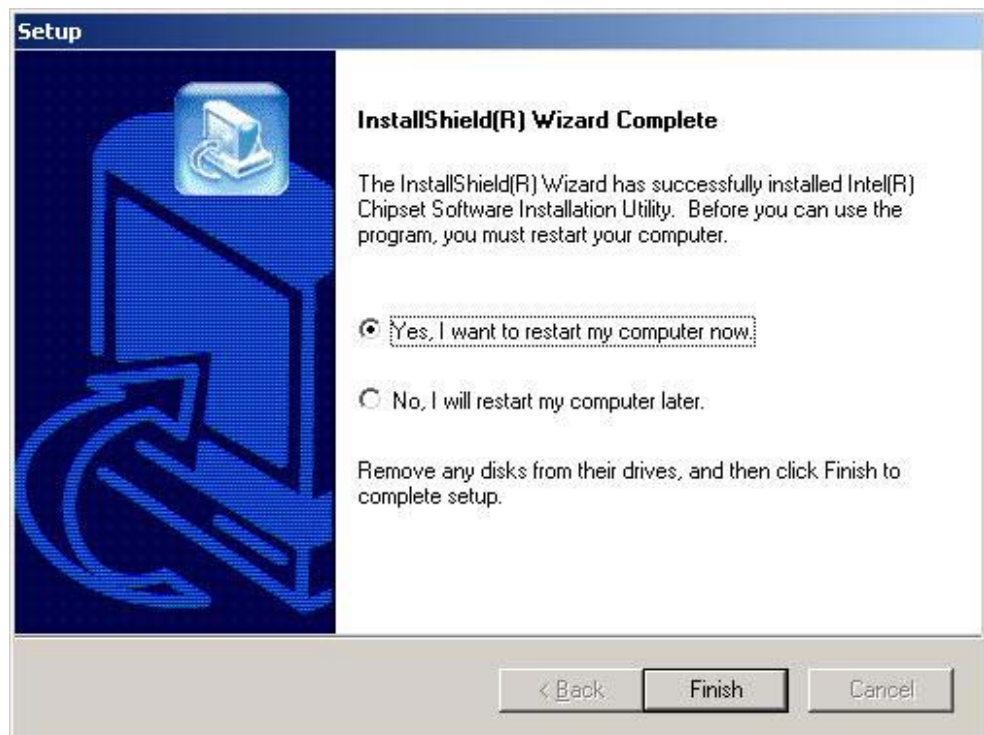 Setup
InstallShield(R) Wizard Complete
The InstallShield(R) Wizard has successfully installed Intel(R)
Chipset Software Installation Utility.  Before you can use the
program, you must restart your computer.
Yes, I want to restart my computer now.
No, I will restart my computer later.
Remove any disks from their drives, and then click Finish to
complete setup.
< Back
Finish
Cancel